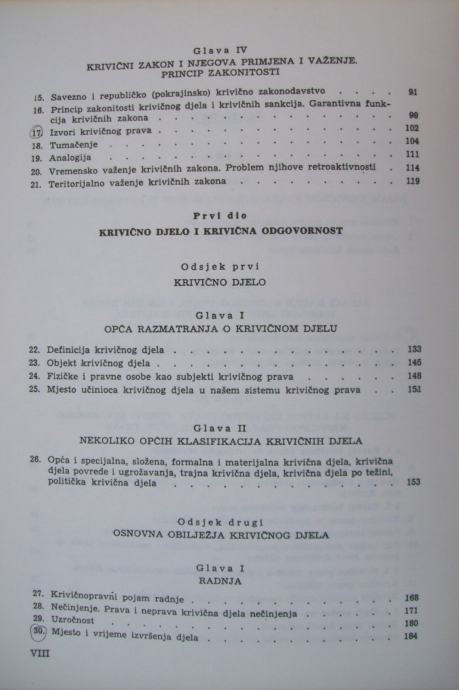 Glava IV
KRIVIČNI ZAKON I NJEGOVA PRIMJENA I VAŽENJE.
PRINCIP ZAKONITOSTI
15. Savezno i republičko (pokrajinsko) krivično zakonodavstvo . . . . 91
16. Princip zakonitosti krivičnog djela i krivičnih sankcija. Garantivna funk-
cija krivičnih zakona . . . . . . . . . . . . . 99
17. Izvori krivičnog prava . . . . . . . . . . . . . 102
18. Tumačenje . . . . . . . . . . . . . . . 104
19. Analogija . . . . . . . . . . . . . . . 111
20. Vremensko važenje krivičnih zakona. Problem njihove retroaktivnosti . 114
21. Teritorijalno važenje krivičnih zakona . . . . . . . . . 119
Prvi dio
KRIVIČNO DJELO I KRIVIČNA ODGOVORNOST
Odsjek prvi
KRIVIČNO DJELO
Glava I
OPĆA RAZMATRANJA O KRIVIČNOM DJELU
22. Definicija krivičnog djela . . . . . . . . . . . . 133
23. Objekt krivičnog djela . . . . . . . . . . . . . 145
24. Fizičke i pravne osobe kao subjekti krivičnog prava . . . . . . 148
25. Mjesto učinioca krivičnog djela u našem sistemu krivičnog prava . . 151
Glava II
NEKOLIKO OPĆIH KLASIFIKACIJA KRIVIČNIH DJELA
26. Opća i specijalna, složena, formalna i materijalna krivična djela, krivična
djela povrede i ugrožavanja, trajna krivična djela, krivična djela po težini,
politička krivična djela . . . . . . . . . . . . 153
Odsjek drugi
OSNOVNA OBILJEŽJA KRIVIČNOG DJELA
Glava I
RADNJA
27. Krivičnopravni pojam radnje . . . . . . . . . . . 168
28. Nečinjenje. Prava i neprava krivična djela nečinjenja . . . . . . 171
29. Uzročnost . . . . . . . . . . . . . . . 180
30. Mjesto i vrijeme izvršenja djela . . . . . . . . . . 184
VIII